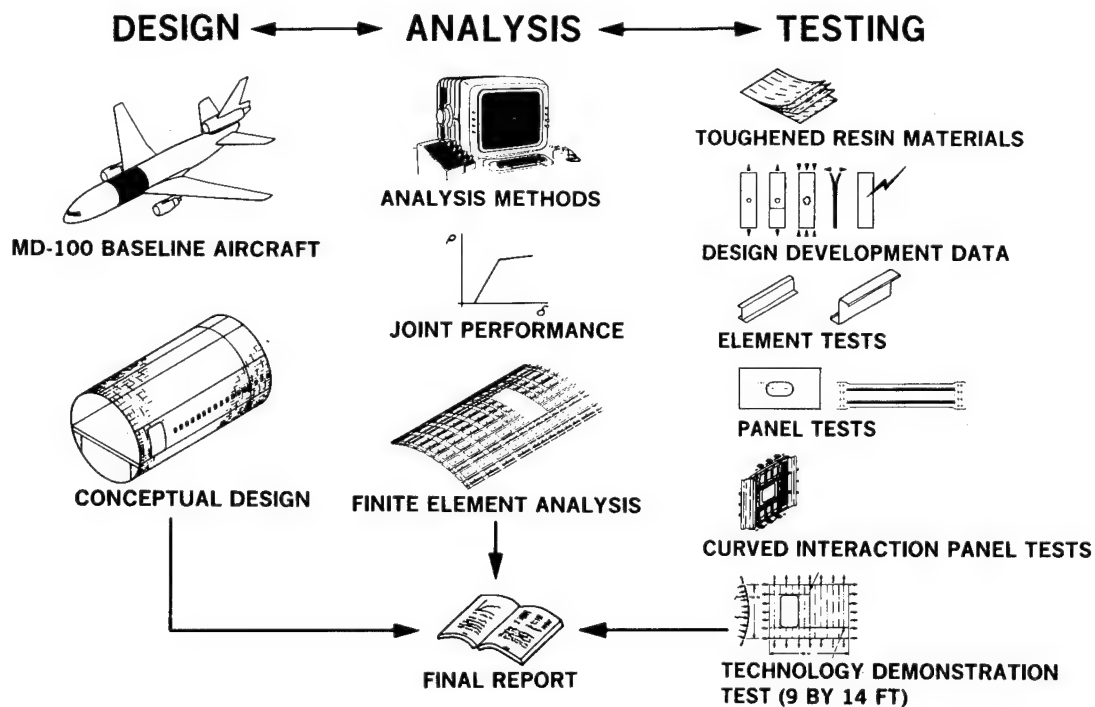 DESIGN ANALYSIS TESTING
MD-100 BASELINE AIRCRAFT
CONCEPTUAL DESIGN
ANALYSIS METHODS
ρ
δ
JOINT PERFORMANCE
FINITE ELEMENT ANALYSIS
FINAL REPORT
TOUGHENED RESIN MATERIALS
DESIGN DEVELOPMENT DATA
ELEMENT TESTS
PANEL TESTS
CURVED INTERACTION PANEL TESTS
TECHNOLOGY DEMONSTRATION
TEST (9 BY 14 FT)